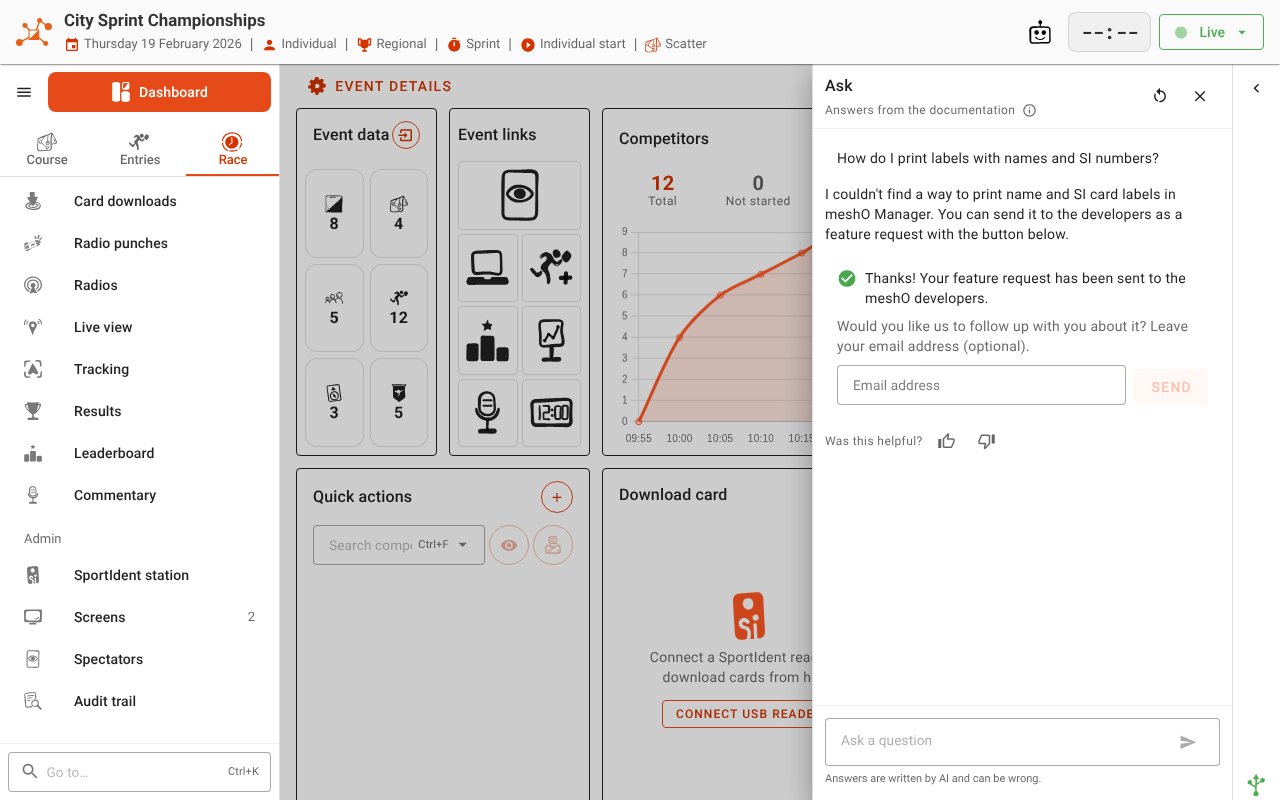 City Sprint Championships
Thursday 19 February 2026 | Individual | Regional | Sprint | Individual start | Scatter
--:--
Live
Dashboard
Course
Entries
Race
Card downloads
Radio punches
Radios
Live view
Tracking
Results
Leaderboard
Commentary
Admin
SportIdent station
Screens 2
Spectators
Audit trail
Go to...
Ctrl+K
EVENT DETAILS
Event data
8
4
5
12
3
5
Event links
12:00
Competitors
12
Total
0
Not started
9
8
7
6
5
4
3
2
1
0
09:55 10:00 10:05 10:10 10:15
Quick actions
Search comp
Ctrl+F
Download card
Si
Connect a SportIdent rea
download cards from h
CONNECT USB READE
Ask
Answers from the documentation
How do I print labels with names and SI numbers?
I couldn't find a way to print name and SI card labels in
meshO Manager. You can send it to the developers as a
feature request with the button below.
Thanks! Your feature request has been sent to the
meshO developers.
Would you like us to follow up with you about it? Leave
your email address (optional).
Email address
SEND
Was this helpful?
Ask a question
Answers are written by AI and can be wrong.